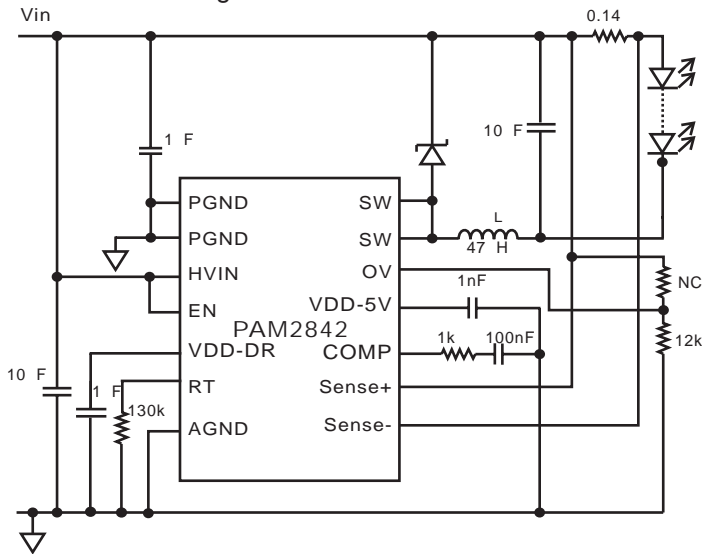 Vin
0.14
1 F
10 F
PGND
SW
L
PGND
SW
47 H
HVIN
OV
NC
1nF
EN
VDD-5V
PAM2842
12k
VDD-DR
COMP
1k
100nF
10 F
1 F
RT
Sense+
130k
AGND
Sense-